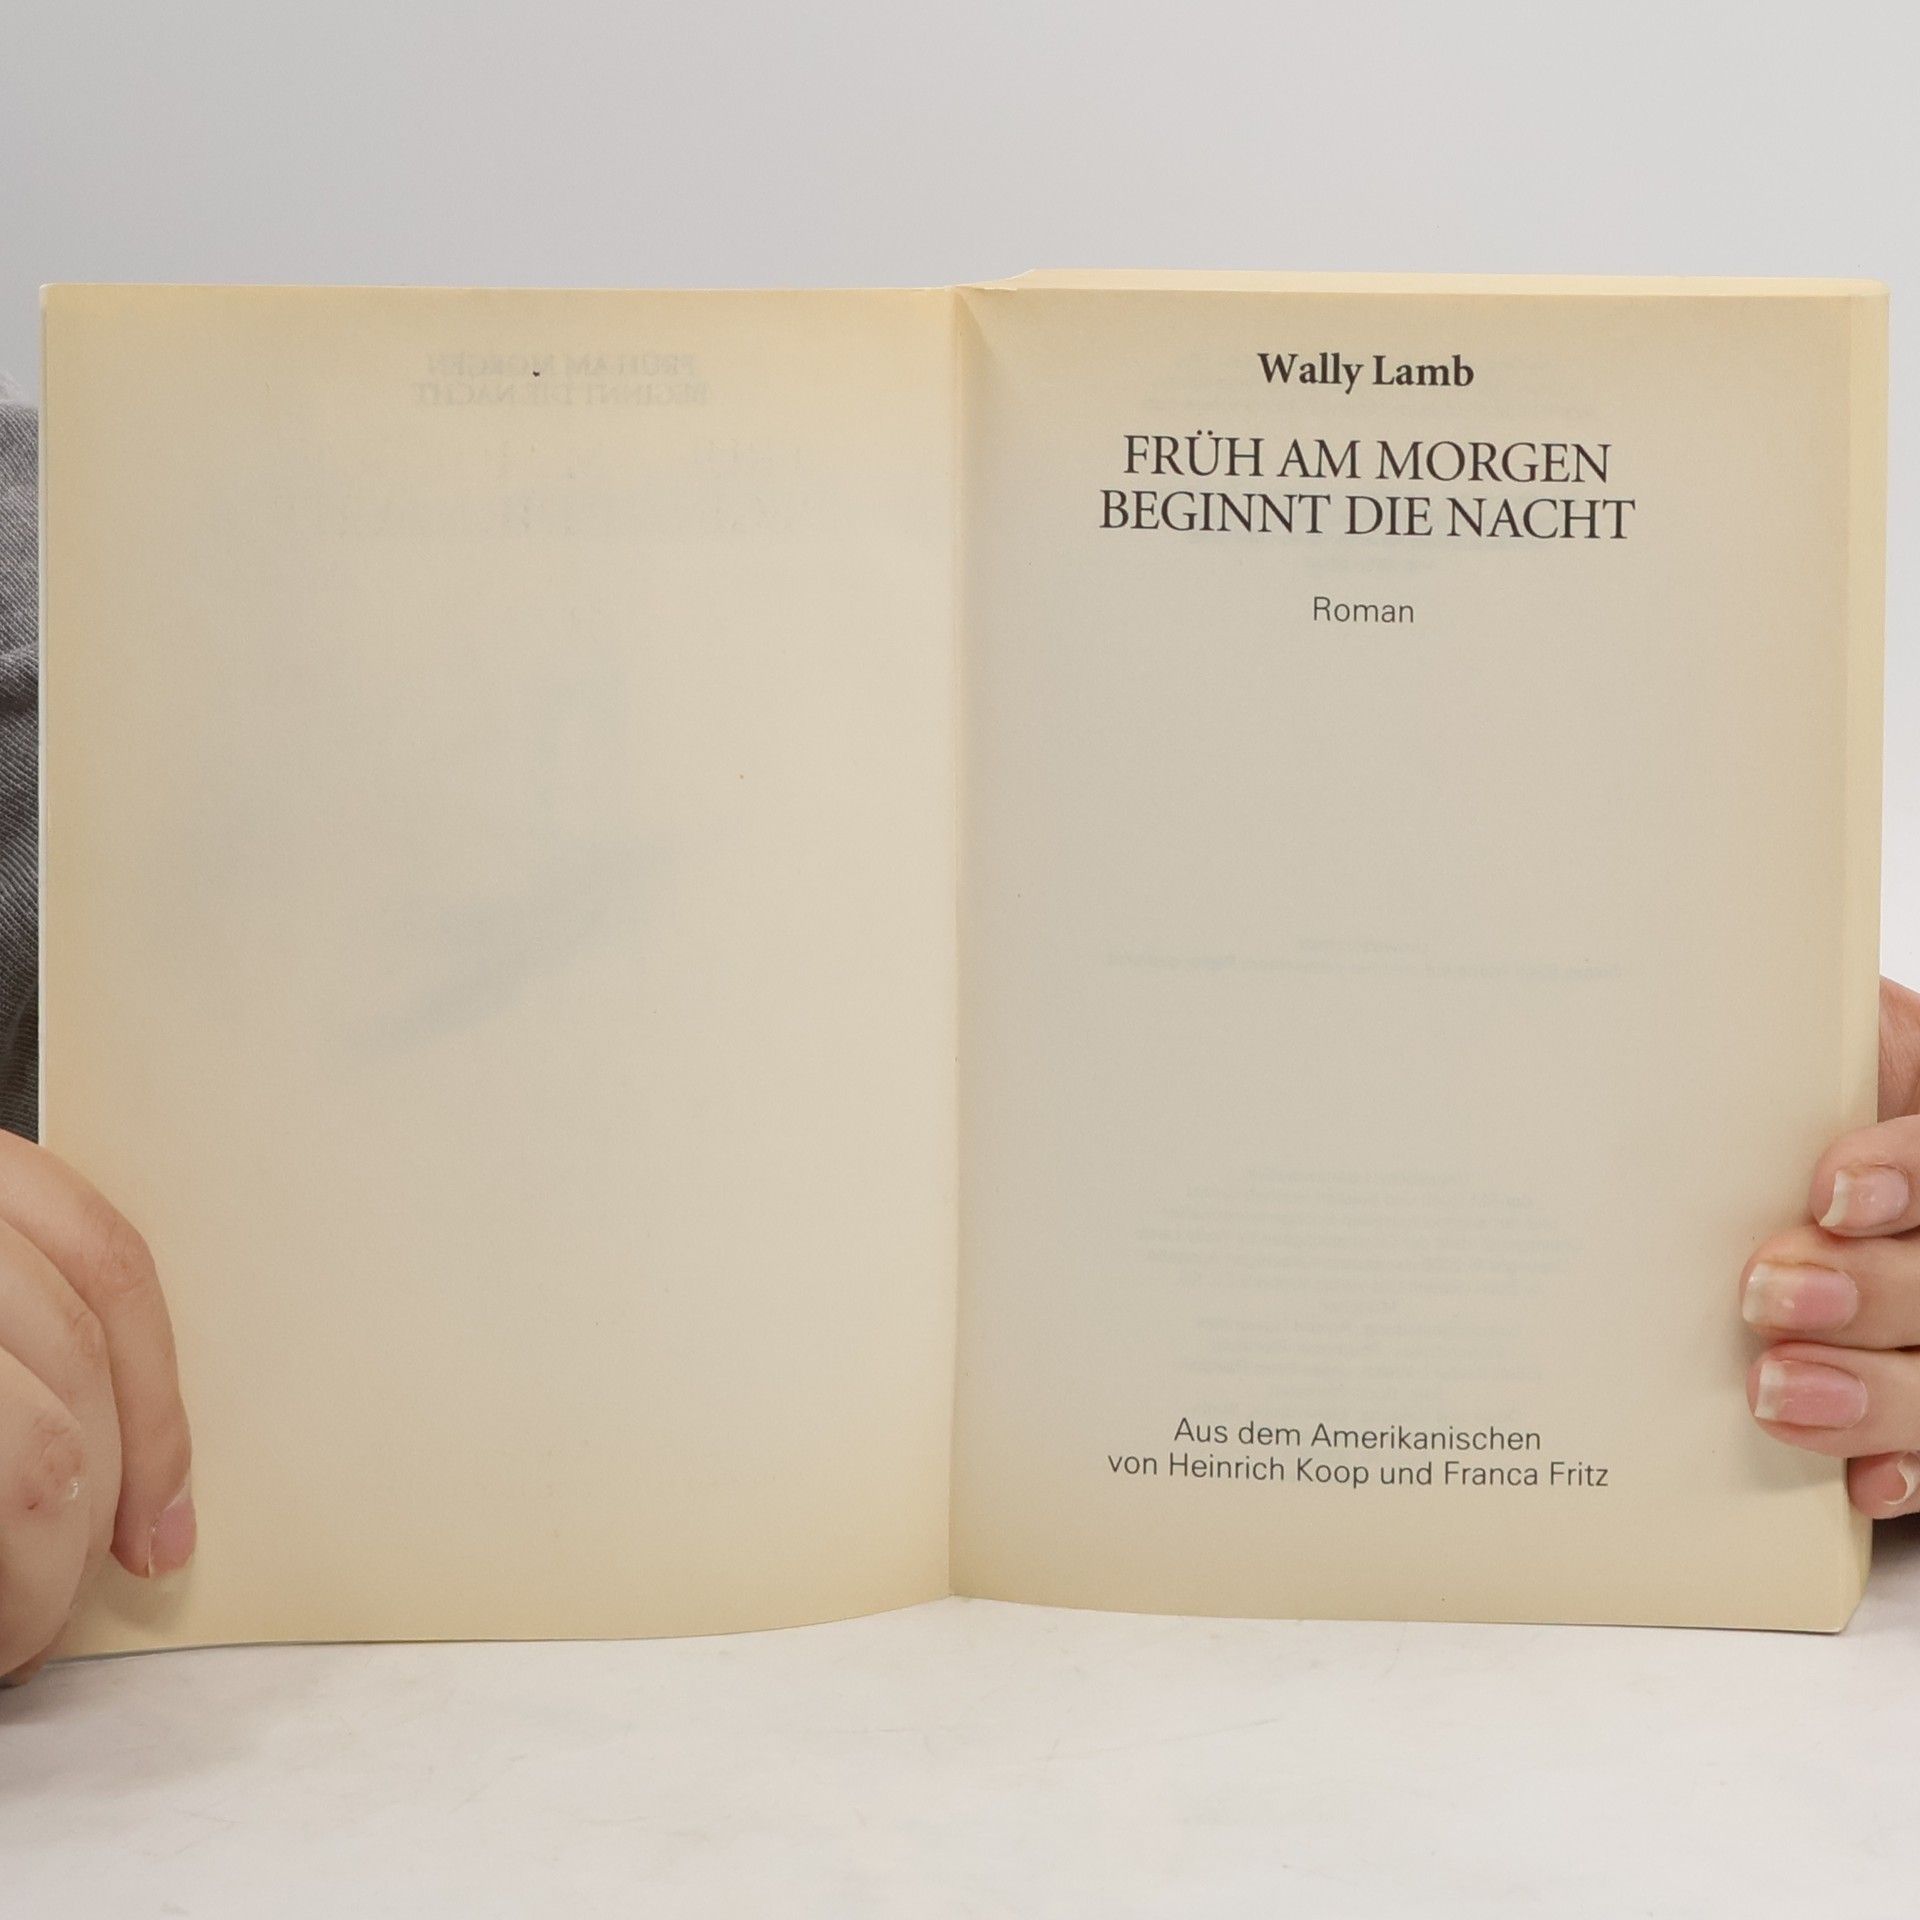 Wally Lamb
FRÜH AM MORGEN
BEGINNT DIE NACHT
Roman
Aus dem Amerikanischen
von Heinrich Koop und Franca Fritz